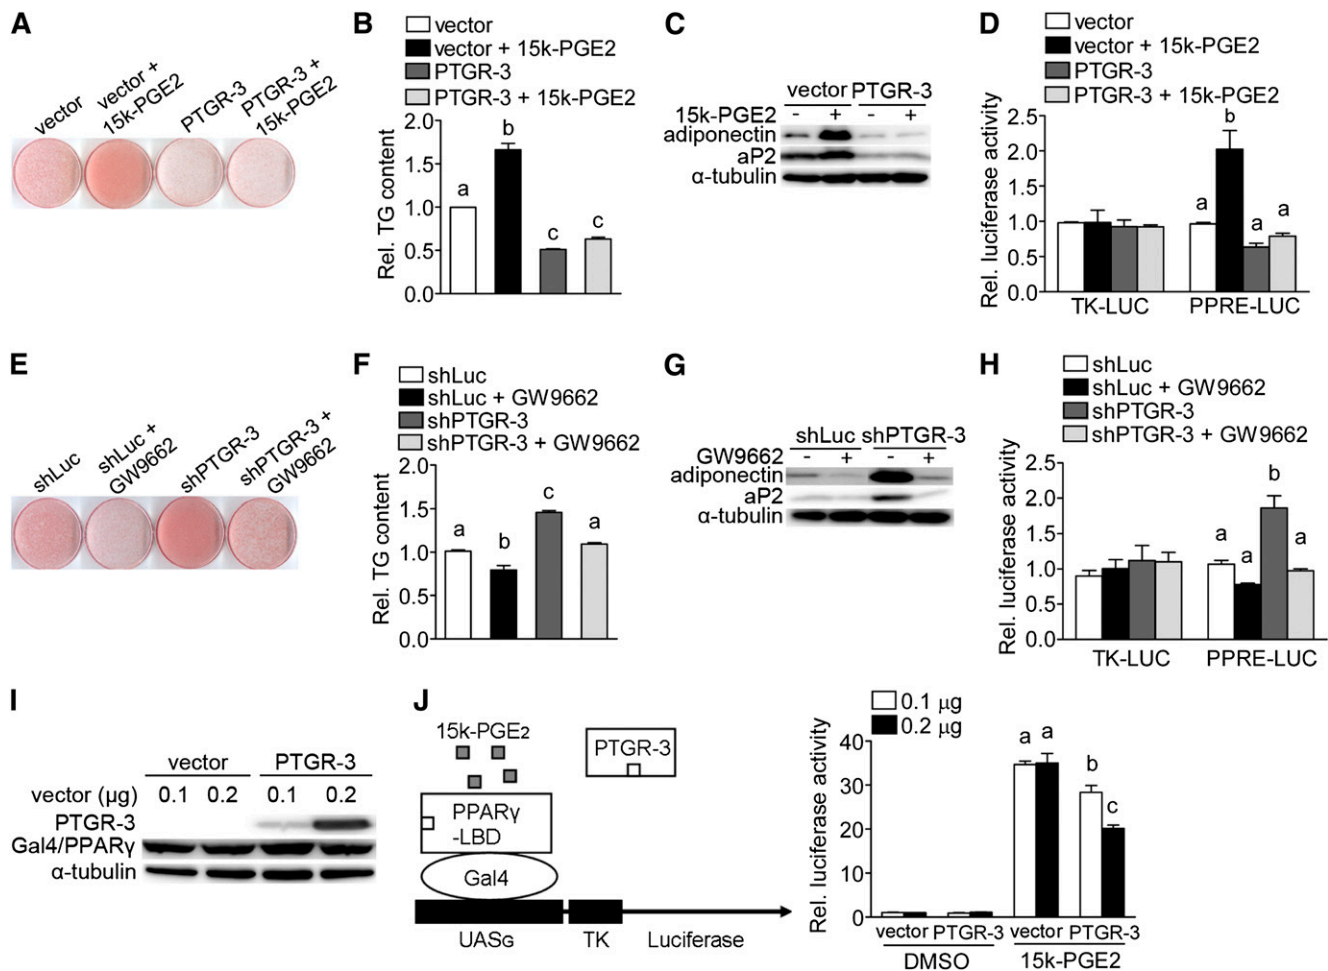 A
vector
vector +
15k-PGE2
PTGR-3
PTGR-3 +
15k-PGE2
B
vector
vector + 15k-PGE2
PTGR-3
PTGR-3 + 15k-PGE2
Rel. TG content
2.0
1.5
1.0
0.5
0.0
a
b
c
c
C
vector PTGR-3
15k-PGE2 - + - +
adiponectin
aP2
α-tubulin
D
vector
vector + 15k-PGE2
PTGR-3
PTGR-3 + 15k-PGE2
Rel. luciferase activity
2.5
2.0
1.5
1.0
0.5
0.0
a
b
a
a
TK-LUC PPRE-LUC
E
shLuc
shLuc +
GW9662
shPTGR-3
shPTGR-3 +
GW9662
F
shLuc
shLuc + GW9662
shPTGR-3
shPTGR-3 + GW9662
Rel. TG content
2.0
1.5
1.0
0.5
0.0
a
b
c
a
G
shLuc shPTGR-3
GW9662 - + - +
adiponectin
aP2
α-tubulin
H
shLuc
shLuc + GW9662
shPTGR-3
shPTGR-3 + GW9662
Rel. luciferase activity
2.5
2.0
1.5
1.0
0.5
0.0
a
a
b
a
TK-LUC PPRE-LUC
I
vector PTGR-3
vector (μg) 0.1 0.2 0.1 0.2
PTGR-3
Gal4/PPARγ
α-tubulin
J
15k-PGE2
PTGR-3
PPARγ
-LBD
Gal4
UASG TK Luciferase
0.1 μg
0.2 μg
Rel. luciferase activity
40
30
20
10
0
a a
b
c
vector PTGR-3 vector PTGR-3
DMSO 15k-PGE2